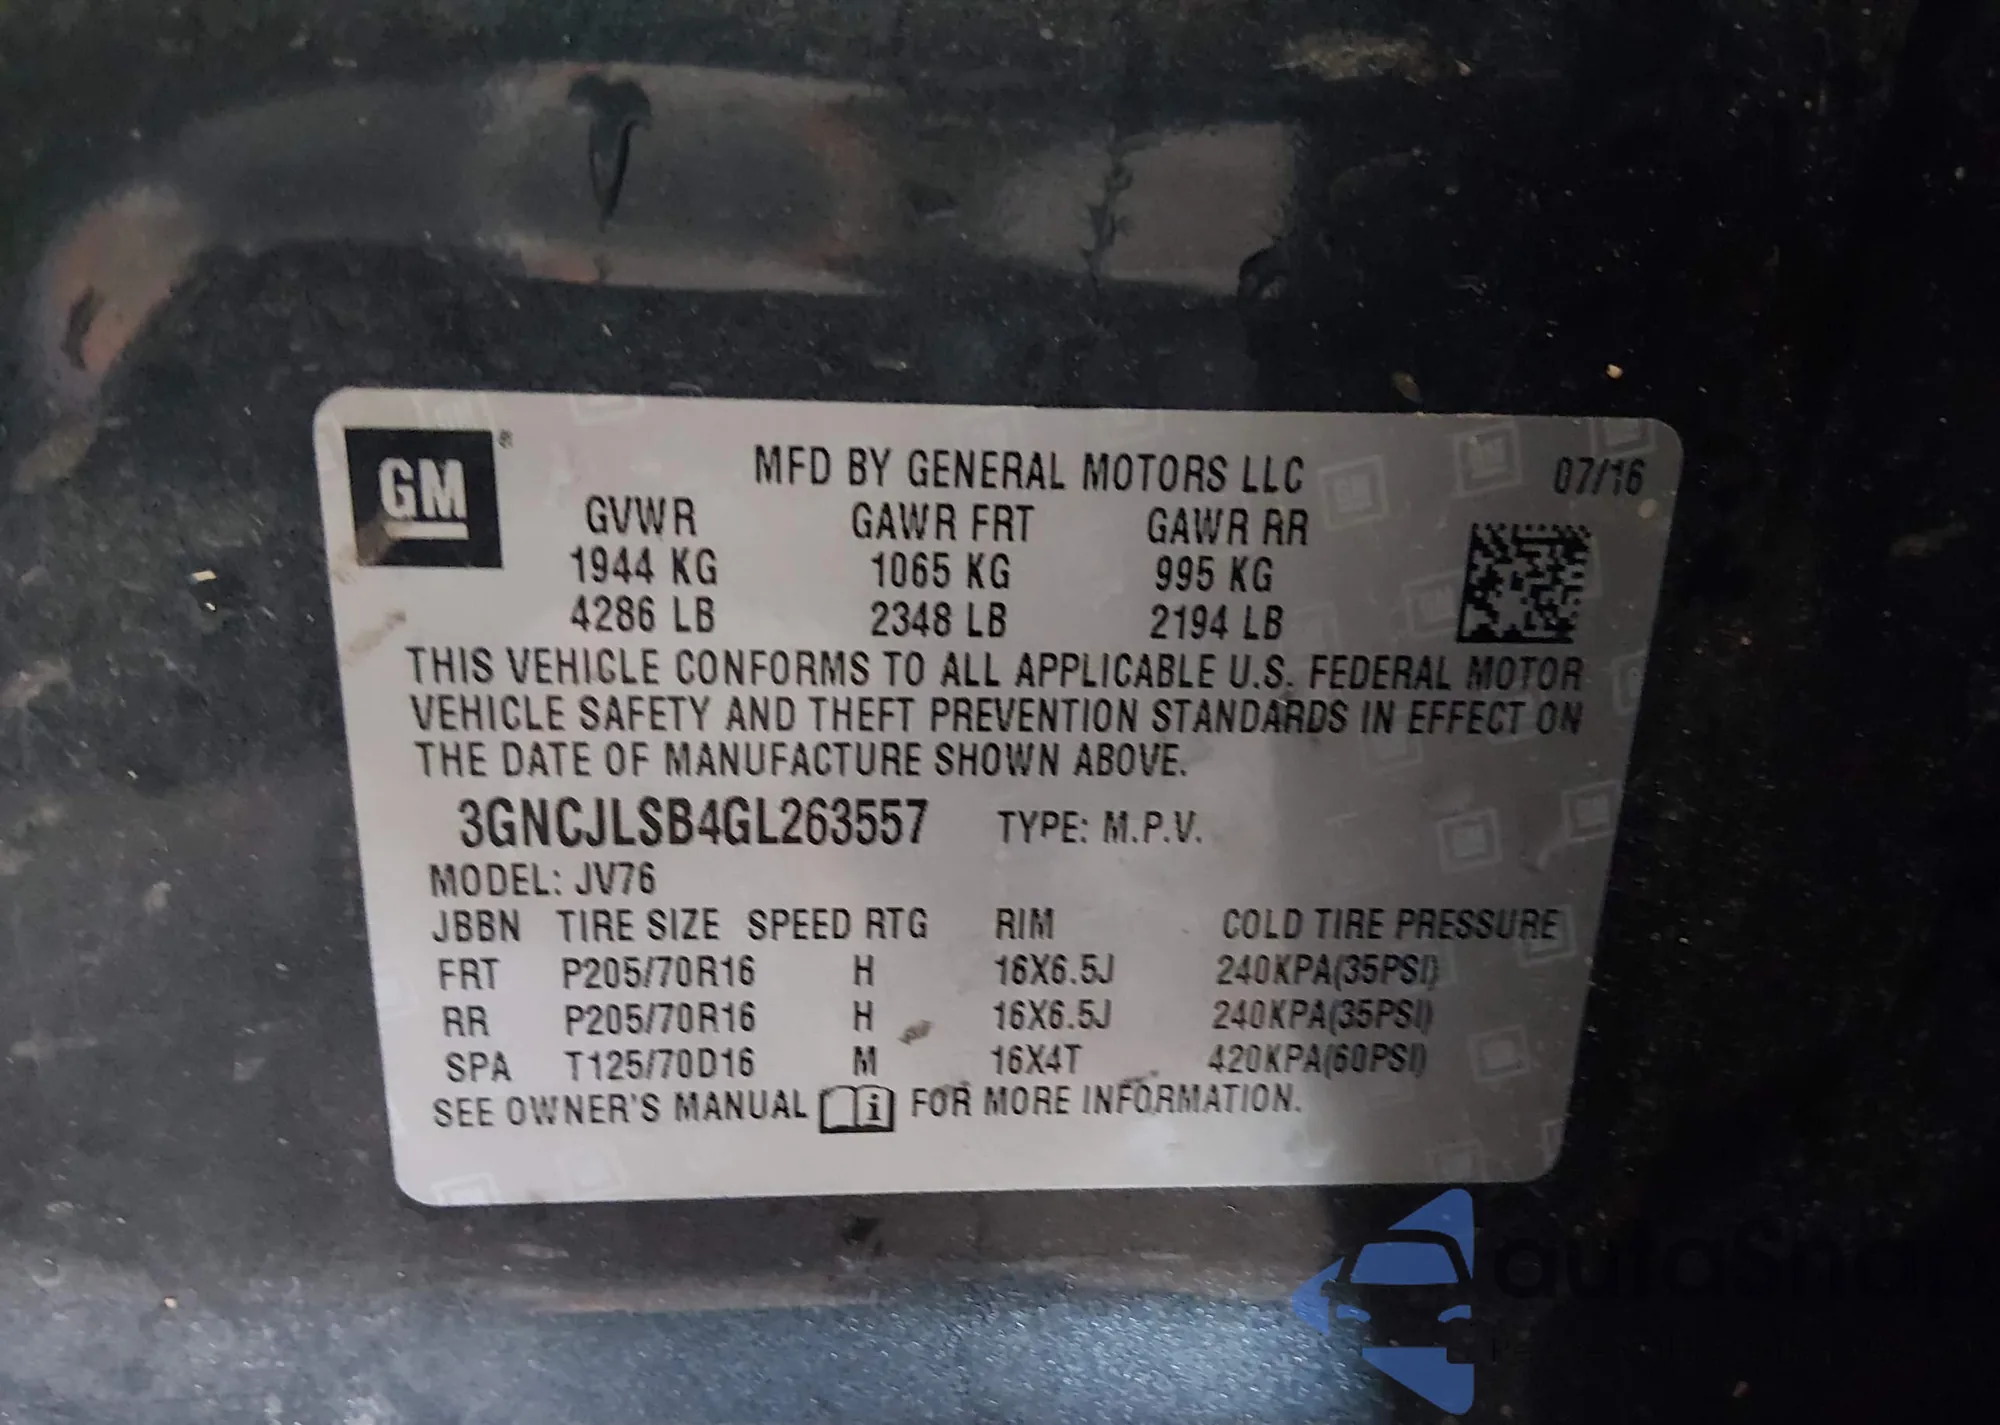 GM ®
MFD BY GENERAL MOTORS LLC 07/16
GVWR GAWR FRT GAWR RR
1944 KG 1065 KG 995 KG
4286 LB 2348 LB 2194 LB
THIS VEHICLE CONFORMS TO ALL APPLICABLE U.S. FEDERAL MOTOR
VEHICLE SAFETY AND THEFT PREVENTION STANDARDS IN EFFECT ON
THE DATE OF MANUFACTURE SHOWN ABOVE.
3GNCJLSB4GL263557 TYPE: M.P.V.
MODEL: JV76
JBBN TIRE SIZE SPEED RTG RIM COLD TIRE PRESSURE
FRT P205/70R16 H 16X6.5J 240KPA(35PSI)
RR P205/70R16 H 16X6.5J 240KPA(35PSI)
SPA T125/70D16 M 16X4T 420KPA(60PSI)
SEE OWNER'S MANUAL i FOR MORE INFORMATION.